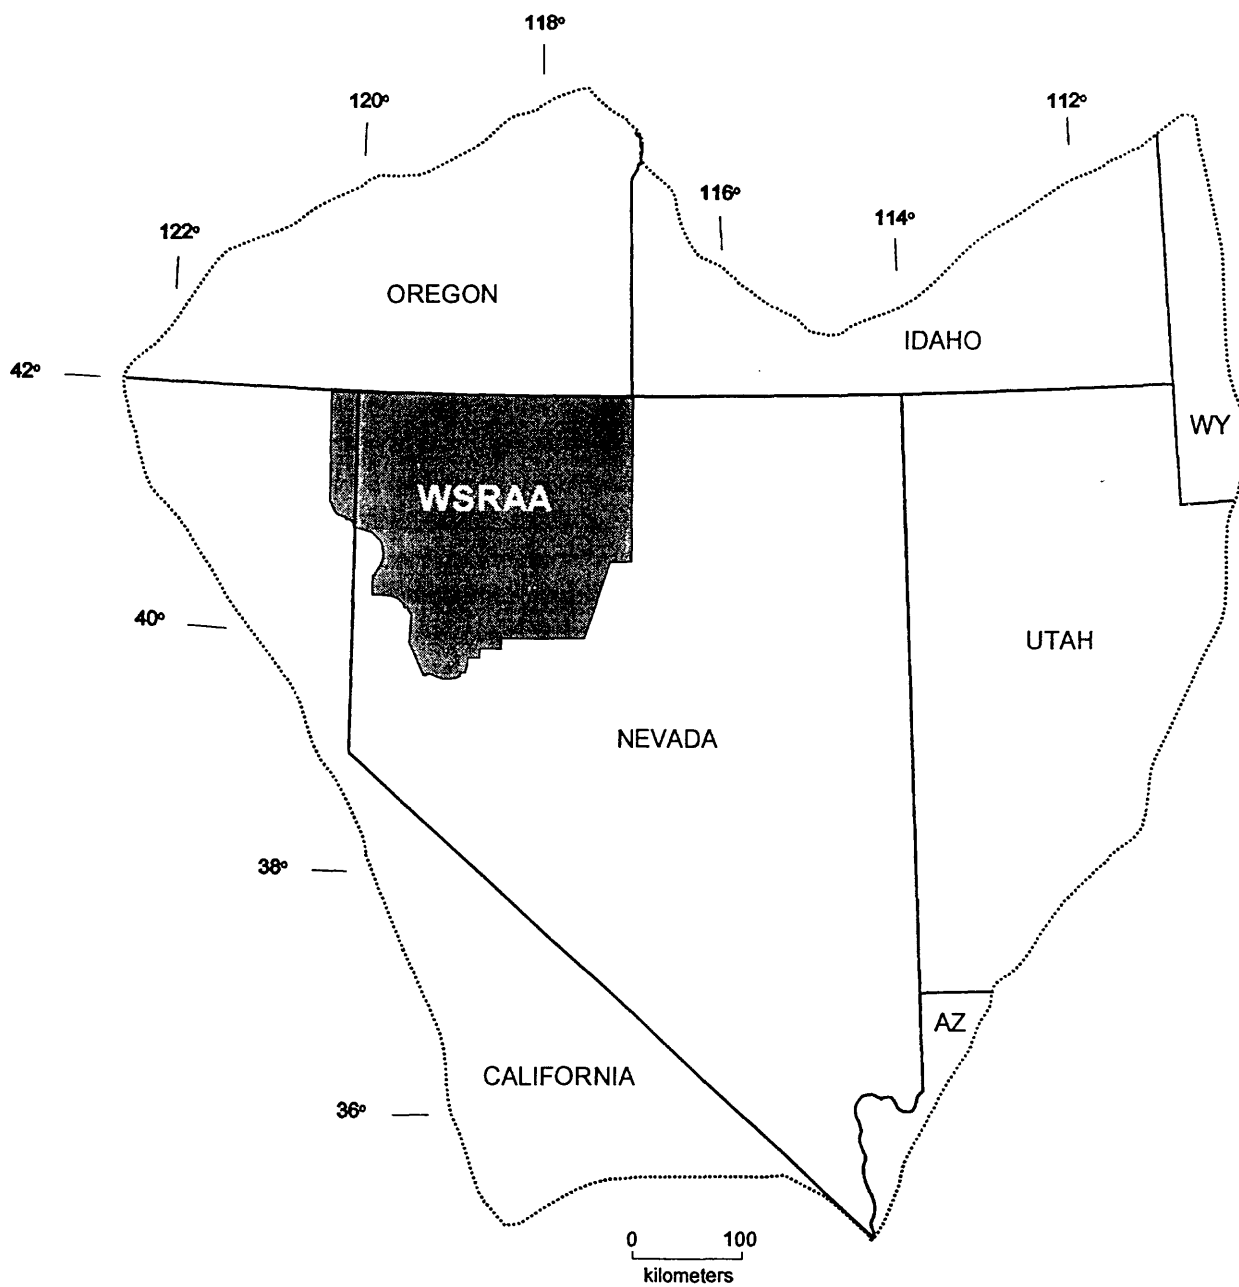 118°
120°
112°
116°
114°
122°
OREGON
IDAHO
42°
WY
WSRAA
40°
UTAH
NEVADA
38°
AZ
CALIFORNIA
36°
0 100
kilometers